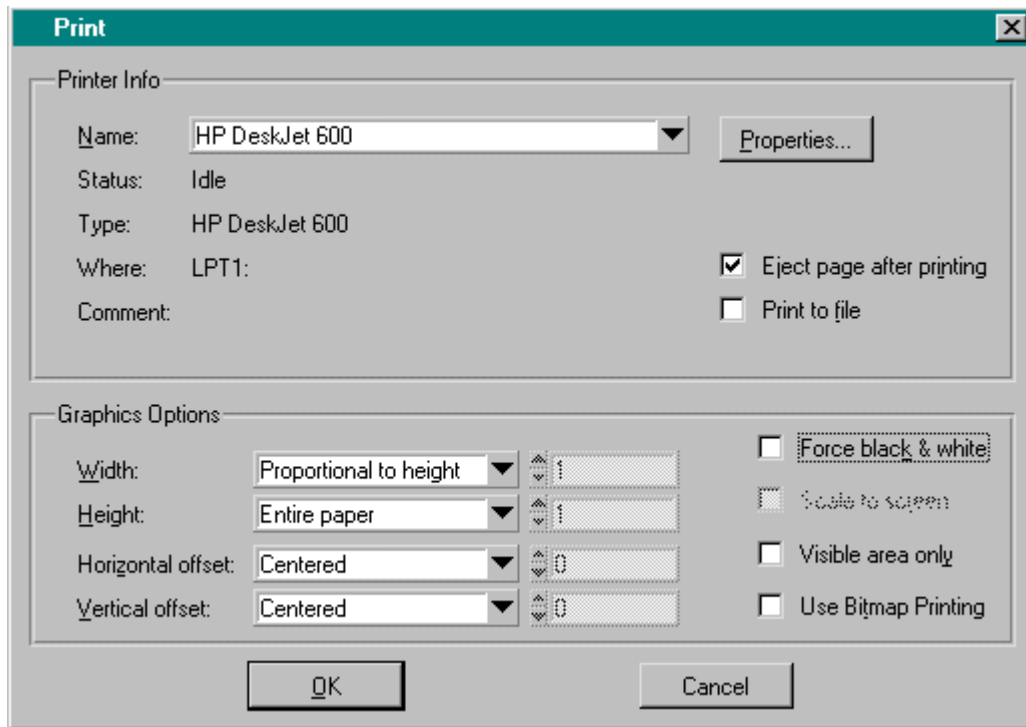 Print
Printer Info
Name: HP DeskJet 600 Properties...
Status: Idle
Type: HP DeskJet 600
Where: LPT1: Eject page after printing
Comment: Print to file
Graphics Options
Force black & white
Width: Proportional to height 1
Scale to screen
Height: Entire paper 1
Horizontal offset: Centered 0 Visible area only
Vertical offset: Centered 0 Use Bitmap Printing
OK Cancel